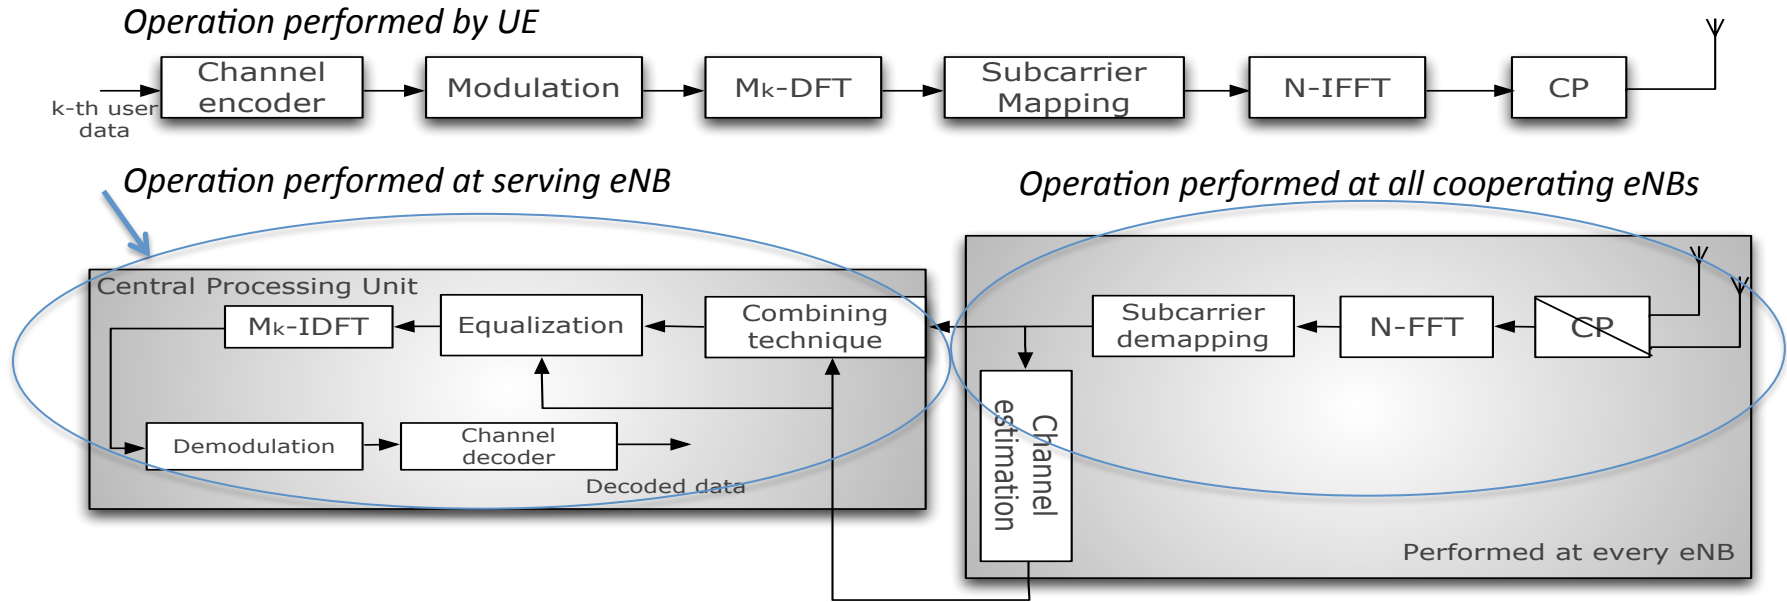 Operation performed by UE
k-th user
data
Channel
encoder
Modulation
Mk-DFT
Subcarrier
Mapping
N-IFFT
CP
Operation performed at serving eNB
Operation performed at all cooperating eNBs
Central Processing Unit
Mk-IDFT
Equalization
Combining
technique
Subcarrier
demapping
N-FFT
CP
Demodulation
Channel
decoder
Decoded data
Channel
estimation
Performed at every eNB